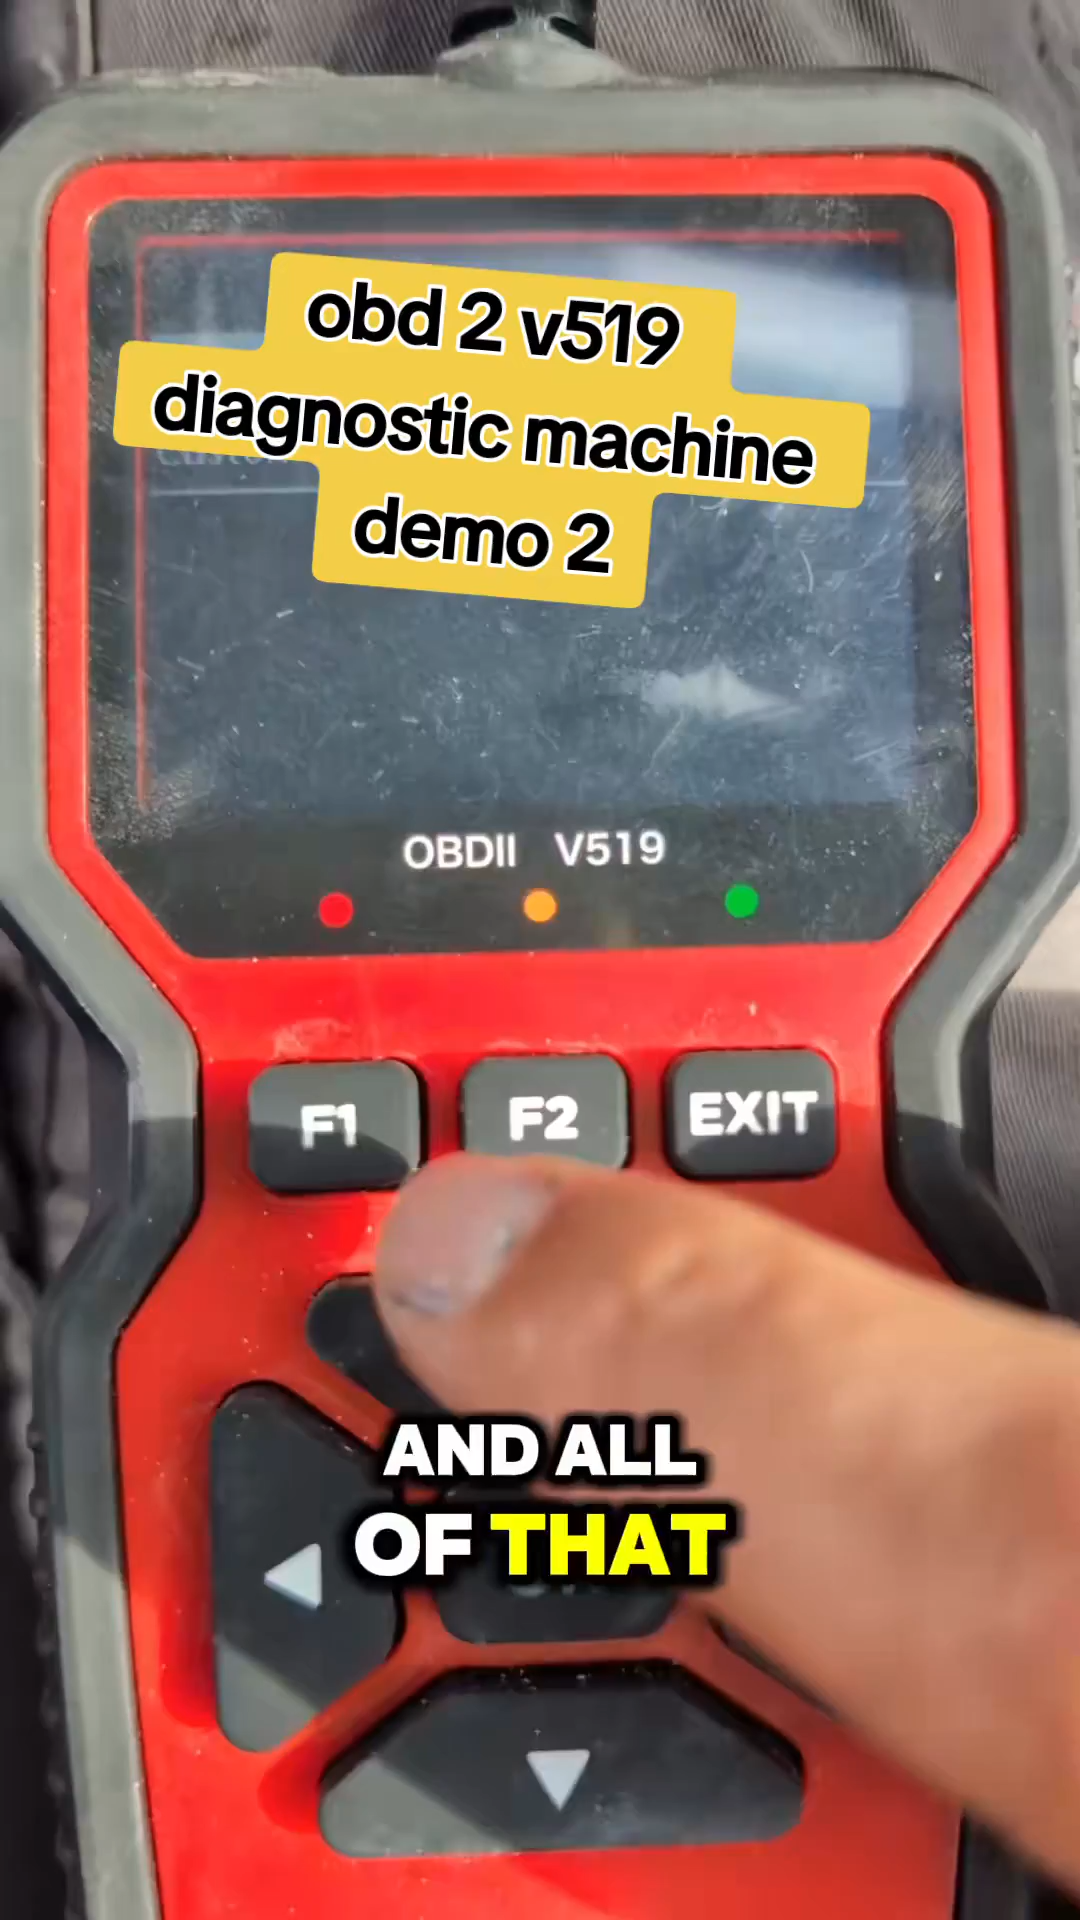 obd 2 v519
diagnostic machine
demo 2
OBDII V519
F1 F2 EXIT
AND ALL
OF THAT